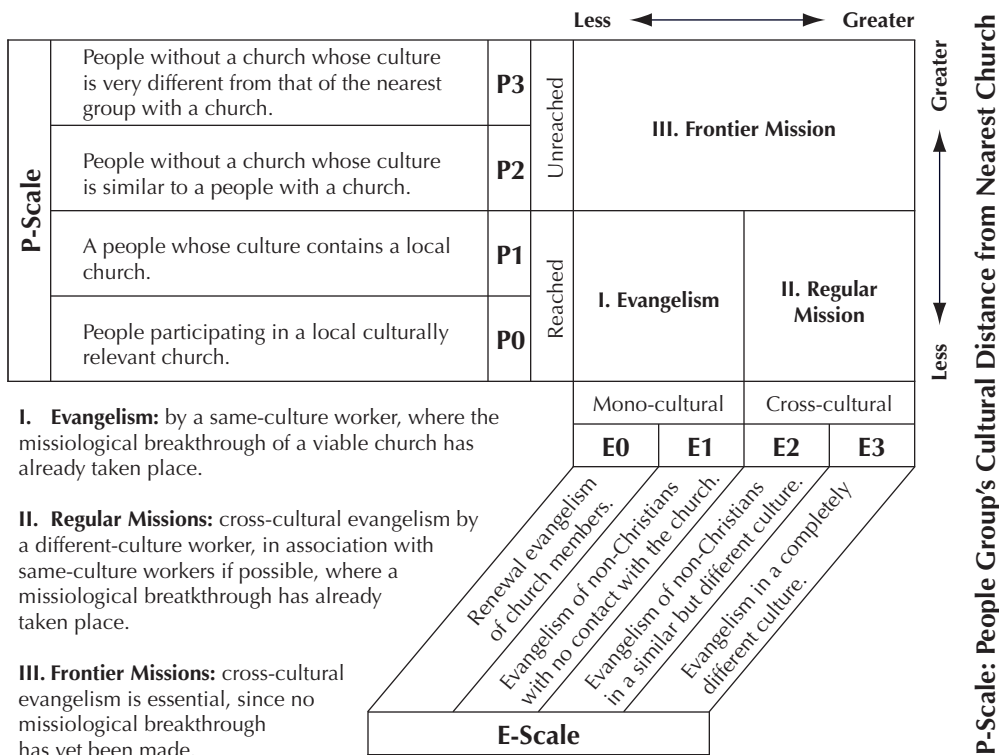 Less Greater
P-Scale
People without a church whose culture
is very different from that of the nearest
group with a church.
P3
People without a church whose culture
is similar to a people with a church.
P2
Unreached
III. Frontier Mission
A people whose culture contains a local
church.
P1
People participating in a local culturally
relevant church.
P0
Reached
I. Evangelism
II. Regular
Mission
Greater
Less
P-Scale: People Group's Cultural Distance from Nearest Church
Mono-cultural Cross-cultural
E0 E1 E2 E3
Renewal evangelism
of church members.
Evangelism of non-Christians
with no contact with the church.
Evangelism of non-Christians
in a similar but different culture.
Evangelism in a completely
different culture.
E-Scale
I. Evangelism: by a same-culture worker, where the
missiological breakthrough of a viable church has
already taken place.
II. Regular Missions: cross-cultural evangelism by
a different-culture worker, in association with
same-culture workers if possible, where a
missiological breatkthrough has already
taken place.
III. Frontier Missions: cross-cultural
evangelism is essential, since no
missiological breakthrough
has yet been made